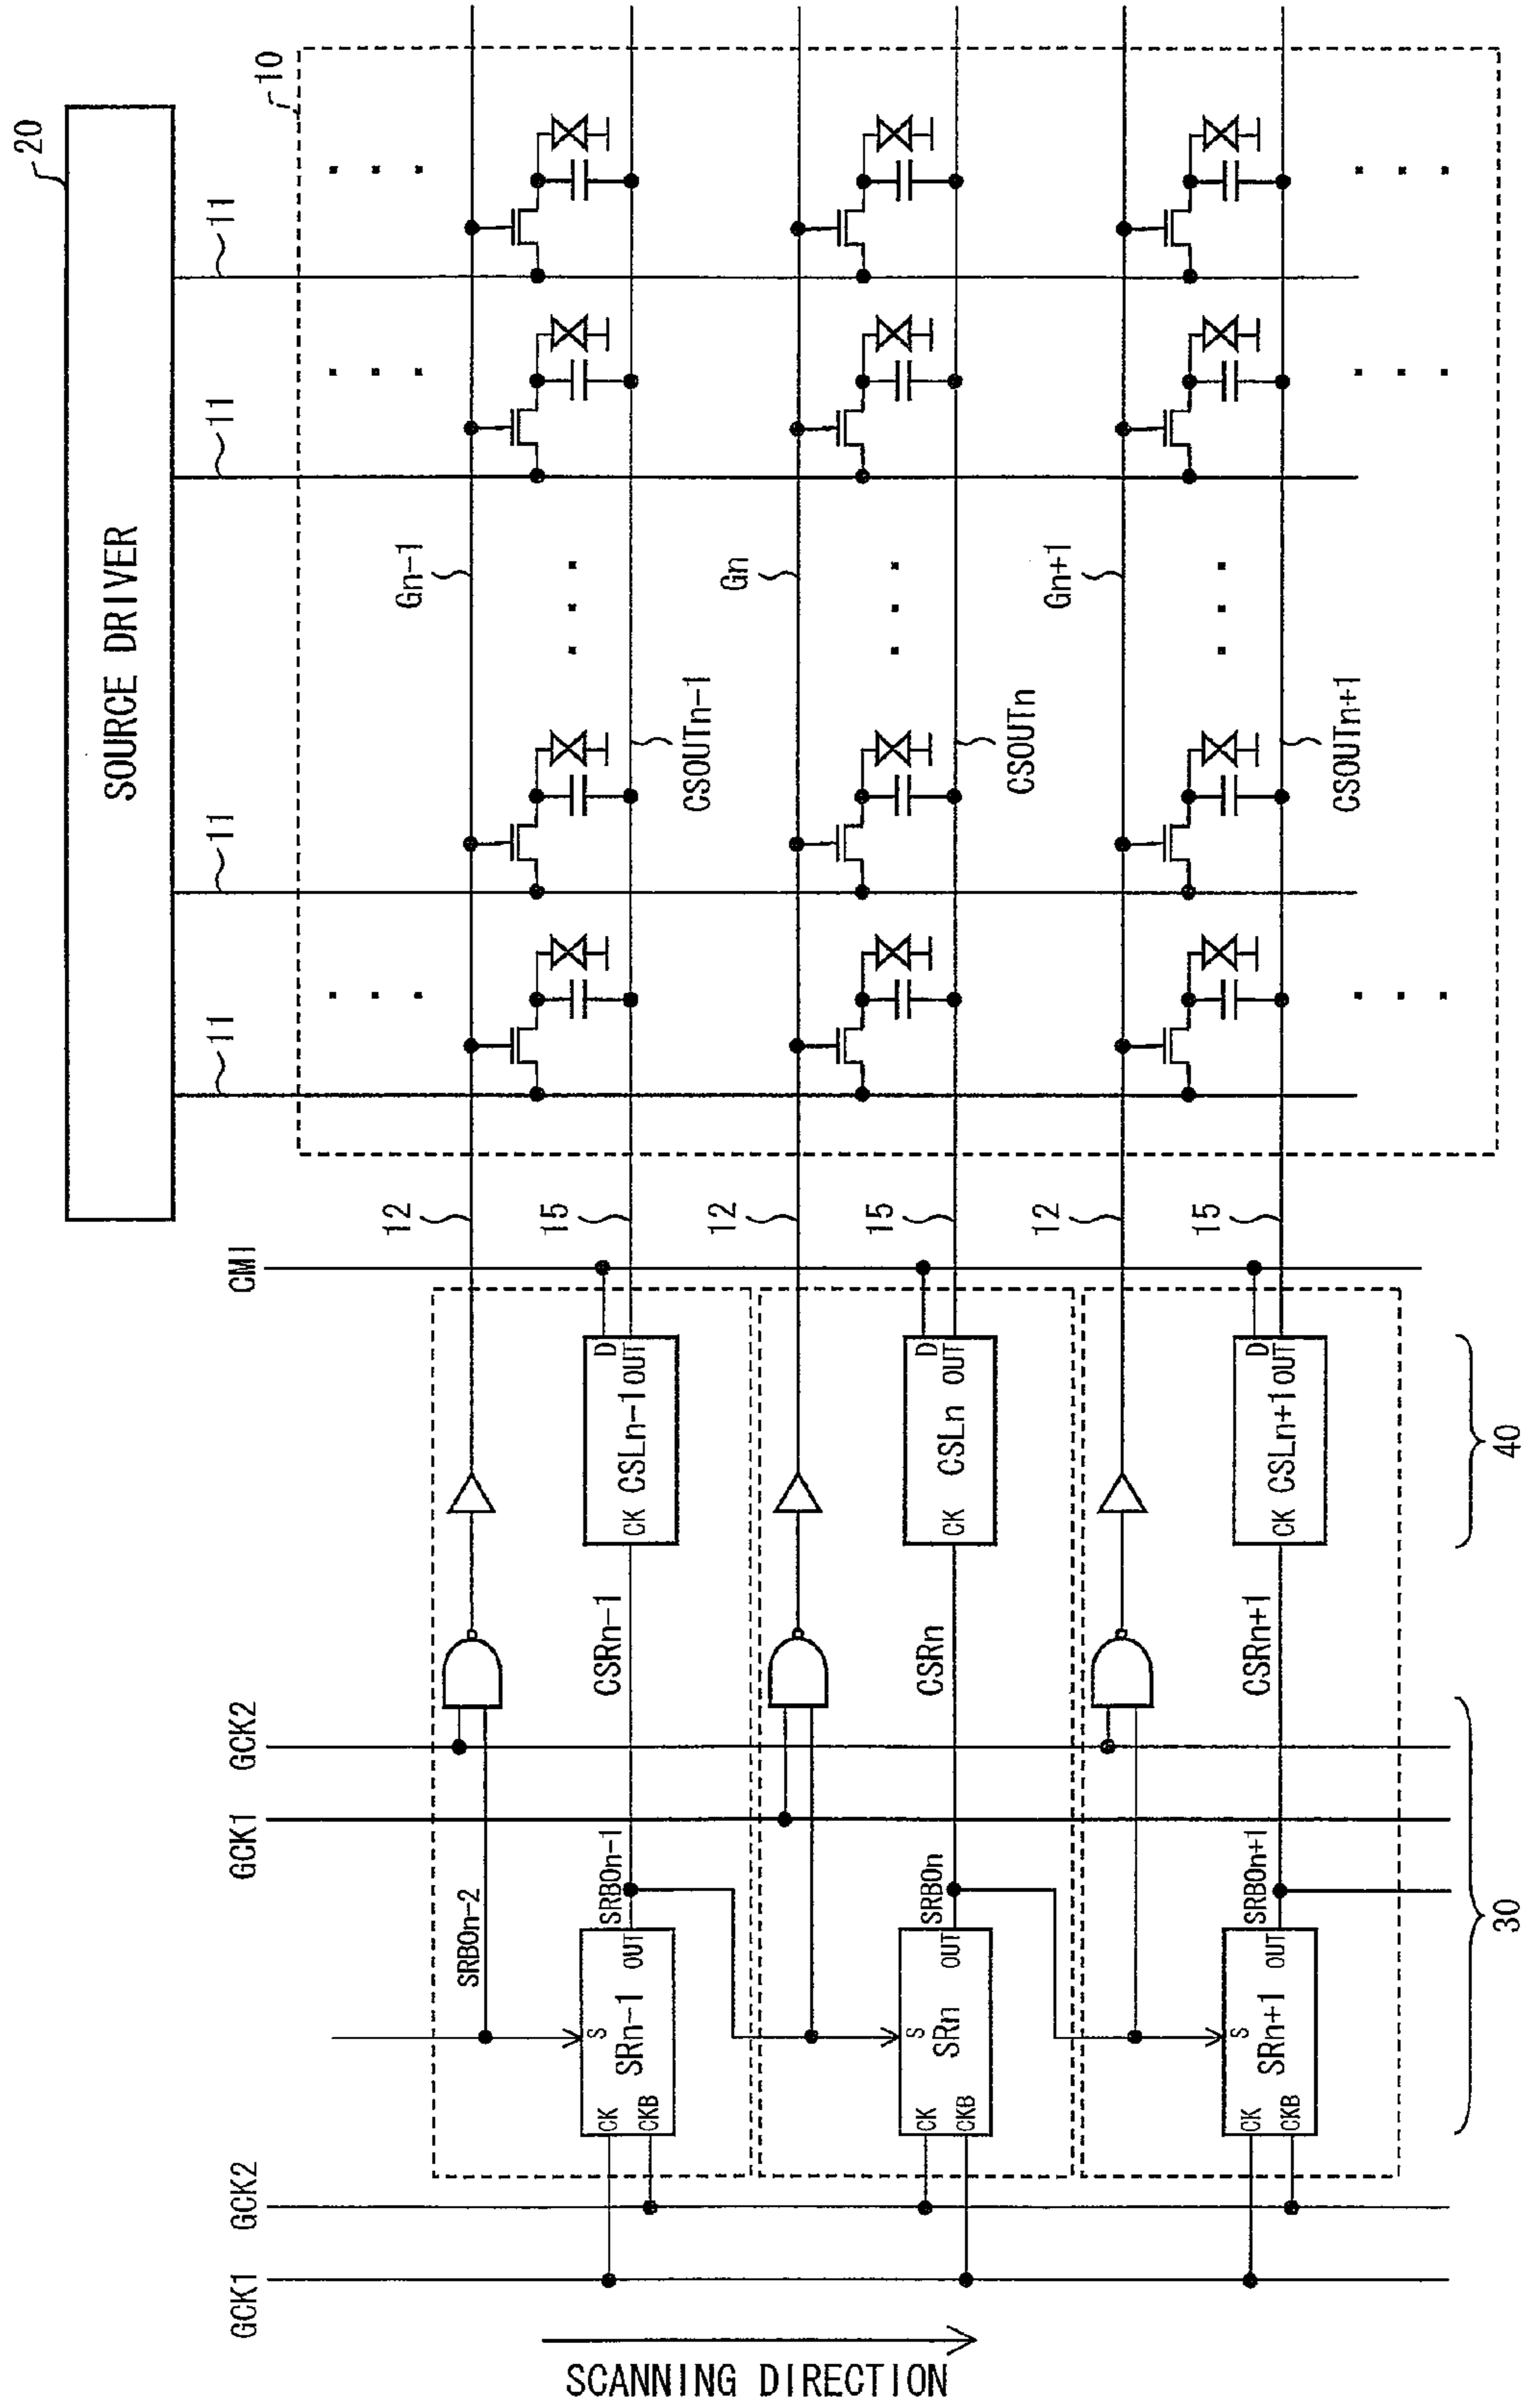 20
SOURCE DRIVER
10
11
11
11
11
Gn-1
Gn
Gn+1
CSOUTn-1
CSOUTn
CSOUTn+1
12
15
12
15
12
15
CMI
D
OUT
CSLn-1
CK
D
OUT
CSLn
CK
D
OUT
CSLn+1
CK
40
CSRn-1
CSRn
CSRn+1
GCK2
GCK1
SRBOn-2
SRBOn-1
SRBOn
SRBOn+1
30
S
OUT
SRn-1
CK
CKB
S
OUT
SRn
CK
CKB
S
OUT
SRn+1
CK
CKB
GCK2
GCK1
SCANNING DIRECTION